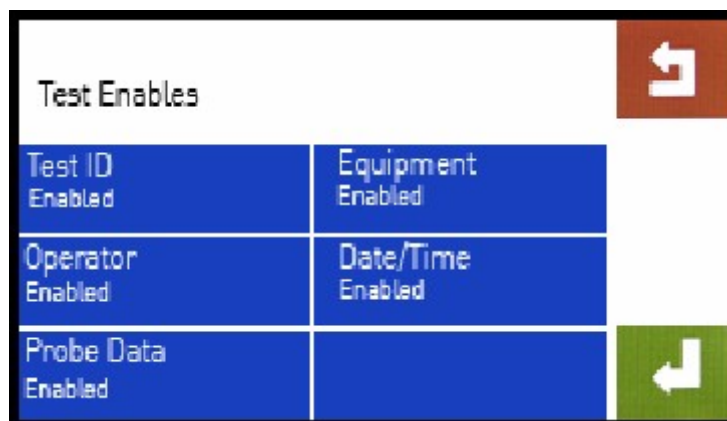 Test Enables
Test ID
Enabled
Equipment
Enabled
Operator
Enabled
Date/Time
Enabled
Probe Data
Enabled